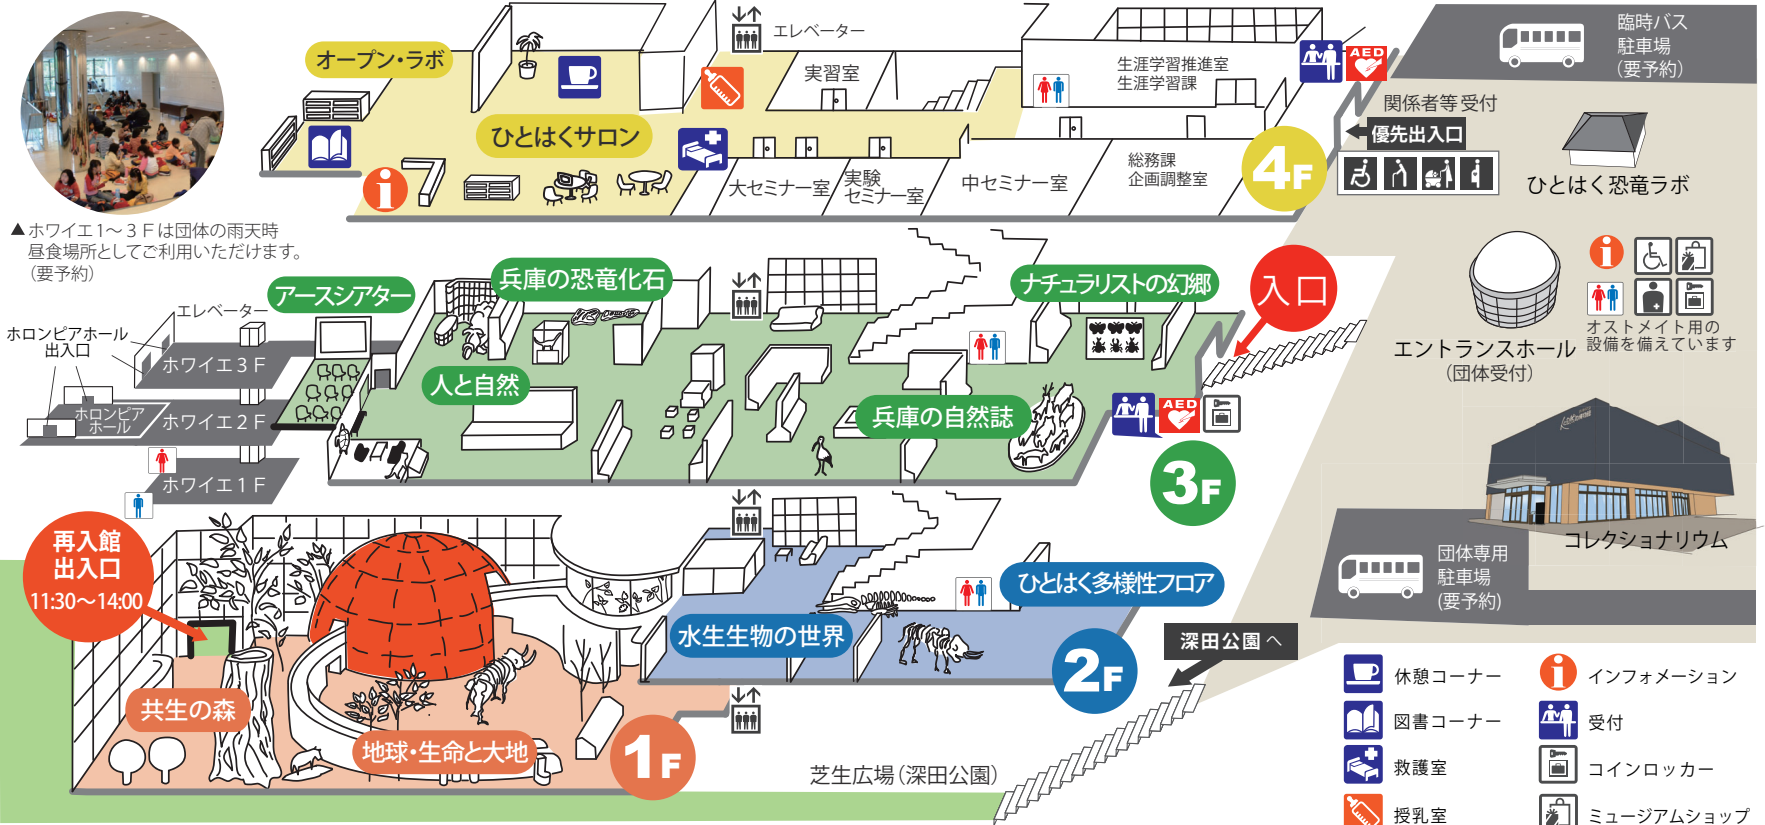 エレベーター
オープン・ラボ
実習室
生涯学習推進室
生涯学習課
AED
臨時バス
駐車場
(要予約)
関係者等受付
優先出入口
ひとはくサロン
大セミナー室
実験
セミナー室
中セミナー室
総務課
企画調整室
4F
ひとはく恐竜ラボ
▲ホワイエ1～3Fは団体の雨天時
昼食場所としてご利用いただけます。
(要予約)
アースシアター
兵庫の恐竜化石
ナチュラリストの幻郷
入口
エレベーター
ホロンピアホール
出入口
ホワイエ3F
ホロンピア
ホール
ホワイエ2F
ホワイエ1F
人と自然
兵庫の自然誌
AED
3F
エントランスホール
(団体受付)
オストメイト用の
設備を備えています
コレクショナリウム
再入館
出入口
11:30～14:00
ひとはく多様性フロア
水生生物の世界
2F
深田公園へ
団体専用
駐車場
(要予約)
共生の森
地球・生命と大地
1F
芝生広場(深田公園)
休憩コーナー
図書コーナー
救護室
授乳室
インフォメーション
受付
コインロッカー
ミュージアムショップ